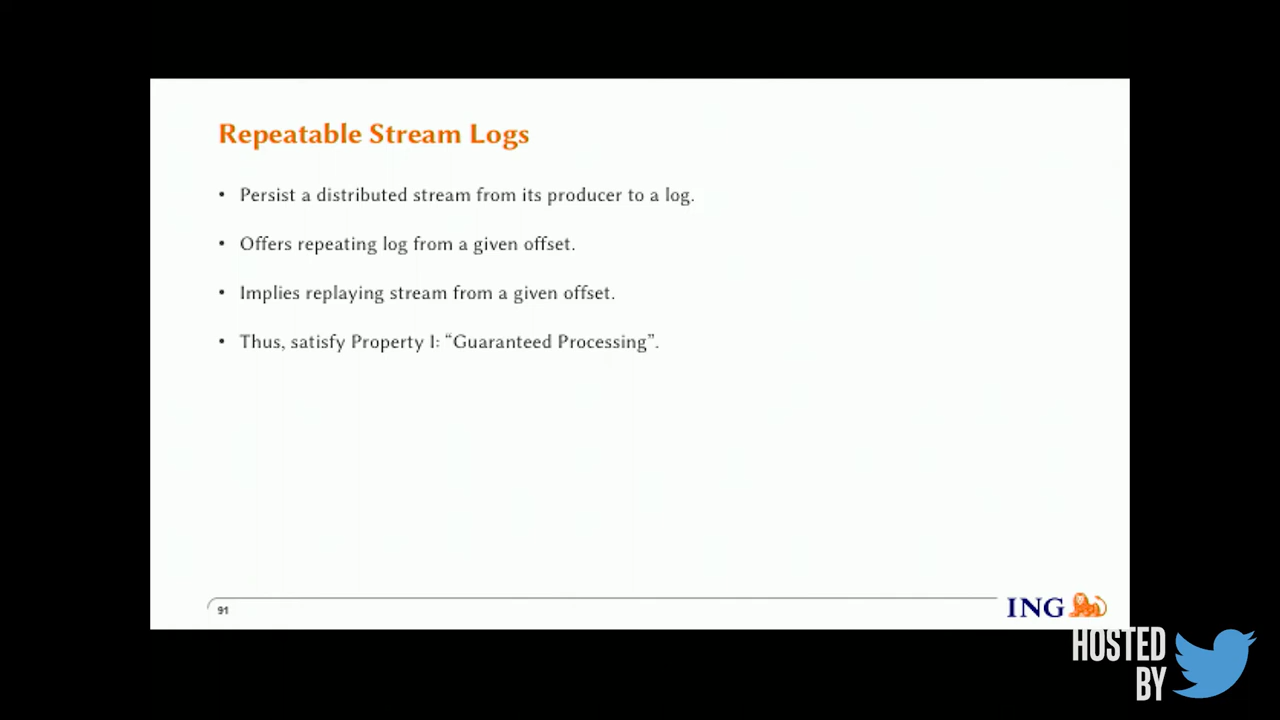 Repeatable Stream Logs
• Persist a distributed stream from its producer to a log.
• Offers repeating log from a given offset.
• Implies replaying stream from a given offset.
• Thus, satisfy Property I: “Guaranteed Processing”.
91
ING
HOSTED
BY